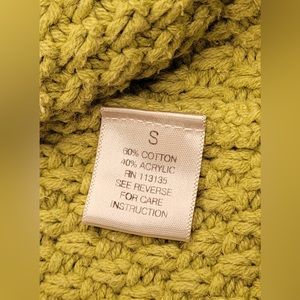 S
60% COTTON
40% ACRYLIC
RN 113135
SEE REVERSE
FOR CARE
INSTRUCTION